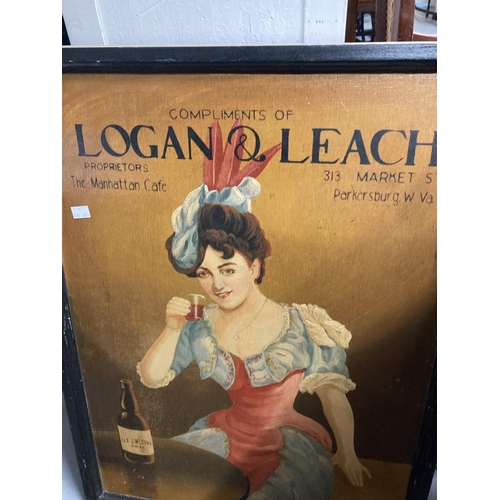 COMPLIMENTS OF
LOGAN & LEACH
PROPRIETORS
313 MARKET S
The Manhattan Cafe
Parkersburg, W Va.